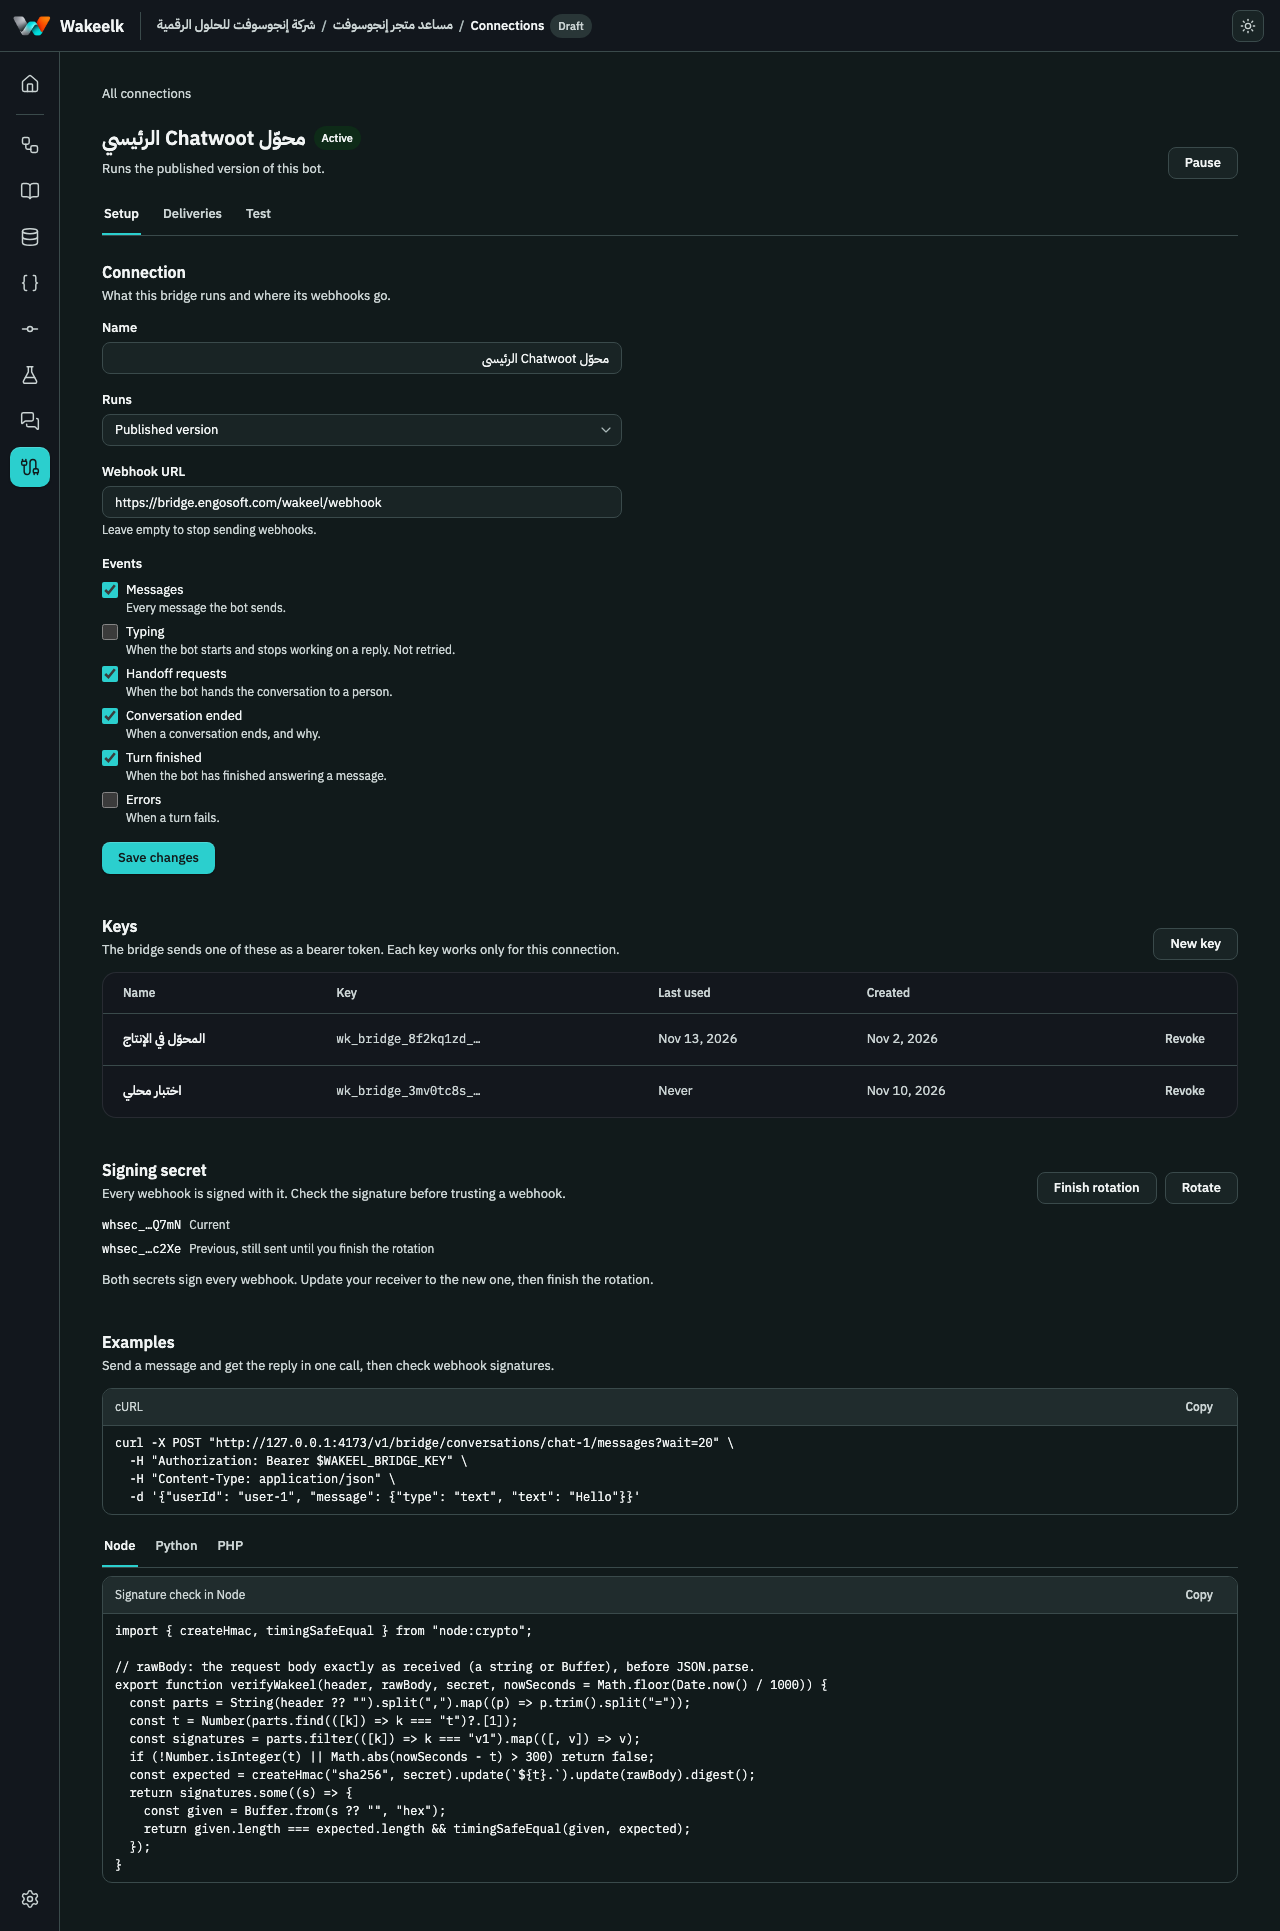 Wakeelk
شركة إنجوسوفت للحلول الرقمية / مساعد متجر إنجوسوفت / Connections Draft
All connections
محوّل Chatwoot الرئيسي Active
Runs the published version of this bot.
Pause
Setup Deliveries Test
Connection
What this bridge runs and where its webhooks go.
Name
محوّل Chatwoot الرئيسي
Runs
Published version
Webhook URL
https://bridge.engosoft.com/wakeel/webhook
Leave empty to stop sending webhooks.
Events
Messages
Every message the bot sends.
Typing
When the bot starts and stops working on a reply. Not retried.
Handoff requests
When the bot hands the conversation to a person.
Conversation ended
When a conversation ends, and why.
Turn finished
When the bot has finished answering a message.
Errors
When a turn fails.
Save changes
Keys
The bridge sends one of these as a bearer token. Each key works only for this connection.
New key
Name Key Last used Created
المحوّل في الإنتاج wk_bridge_8f2kq1zd_… Nov 13, 2026 Nov 2, 2026 Revoke
اختبار محلي wk_bridge_3mv0tc8s_… Never Nov 10, 2026 Revoke
Signing secret
Every webhook is signed with it. Check the signature before trusting a webhook.
Finish rotation Rotate
whsec_…Q7mN Current
whsec_…c2Xe Previous, still sent until you finish the rotation
Both secrets sign every webhook. Update your receiver to the new one, then finish the rotation.
Examples
Send a message and get the reply in one call, then check webhook signatures.
cURL Copy
curl -X POST "http://127.0.0.1:4173/v1/bridge/conversations/chat-1/messages?wait=20" \
  -H "Authorization: Bearer $WAKEEL_BRIDGE_KEY" \
  -H "Content-Type: application/json" \
  -d '{"userId": "user-1", "message": {"type": "text", "text": "Hello"}}'
Node Python PHP
Signature check in Node Copy
import { createHmac, timingSafeEqual } from "node:crypto";
// rawBody: the request body exactly as received (a string or Buffer), before JSON.parse.
export function verifyWakeel(header, rawBody, secret, nowSeconds = Math.floor(Date.now() / 1000)) {
  const parts = String(header ?? "").split(",").map((p) => p.trim().split("="));
  const t = Number(parts.find(([k]) => k === "t")?.[1]);
  const signatures = parts.filter(([k]) => k === "v1").map(([, v]) => v);
  if (!Number.isInteger(t) || Math.abs(nowSeconds - t) > 300) return false;
  const expected = createHmac("sha256", secret).update(`${t}.`).update(rawBody).digest();
  return signatures.some((s) => {
    const given = Buffer.from(s ?? "", "hex");
    return given.length === expected.length && timingSafeEqual(given, expected);
  });
}